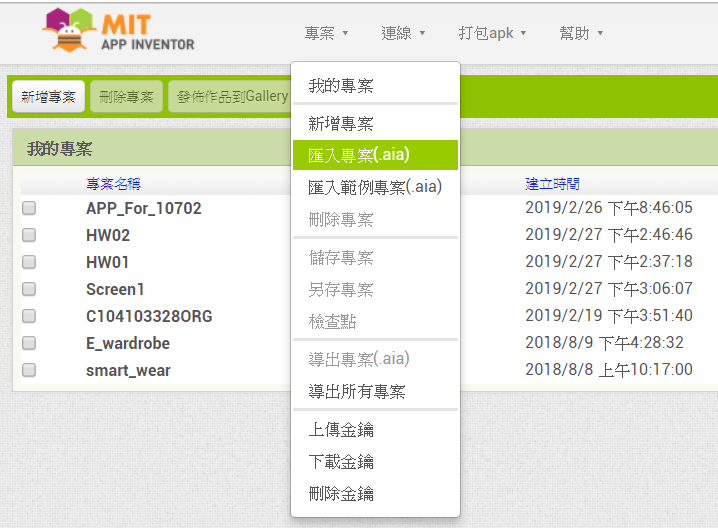 MIT
APP INVENTOR
專案 連線 打包apk 幫助
新增專案 刪除專案 發佈作品到Gallery
我的專案
專案名稱 建立時間
APP_For_10702 2019/2/26 下午8:46:05
HW02 2019/2/27 下午2:46:46
HW01 2019/2/27 下午2:37:18
Screen1 2019/2/27 下午3:06:07
C104103328ORG 2019/2/19 下午3:51:40
E_wardrobe 2018/8/9 下午4:28:32
smart_wear 2018/8/8 上午10:17:00
我的專案
新增專案
匯入專案(.aia)
匯入範例專案(.aia)
刪除專案
儲存專案
另存專案
檢查點
導出專案(.aia)
導出所有專案
上傳金鑰
下載金鑰
刪除金鑰